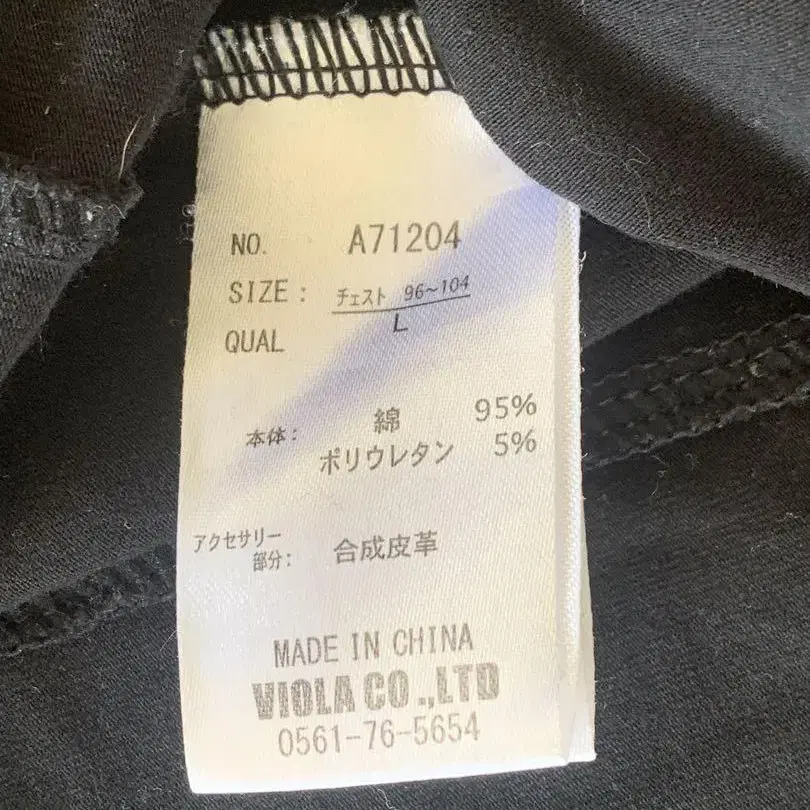 NO. A71204
SIZE : チェスト 96~104
L
QUAL
本体: 綿 95%
ポリウレタン 5%
アクセサリー
部分: 合成皮革
MADE IN CHINA
VIOLA CO .,LTD
0561-76-5654